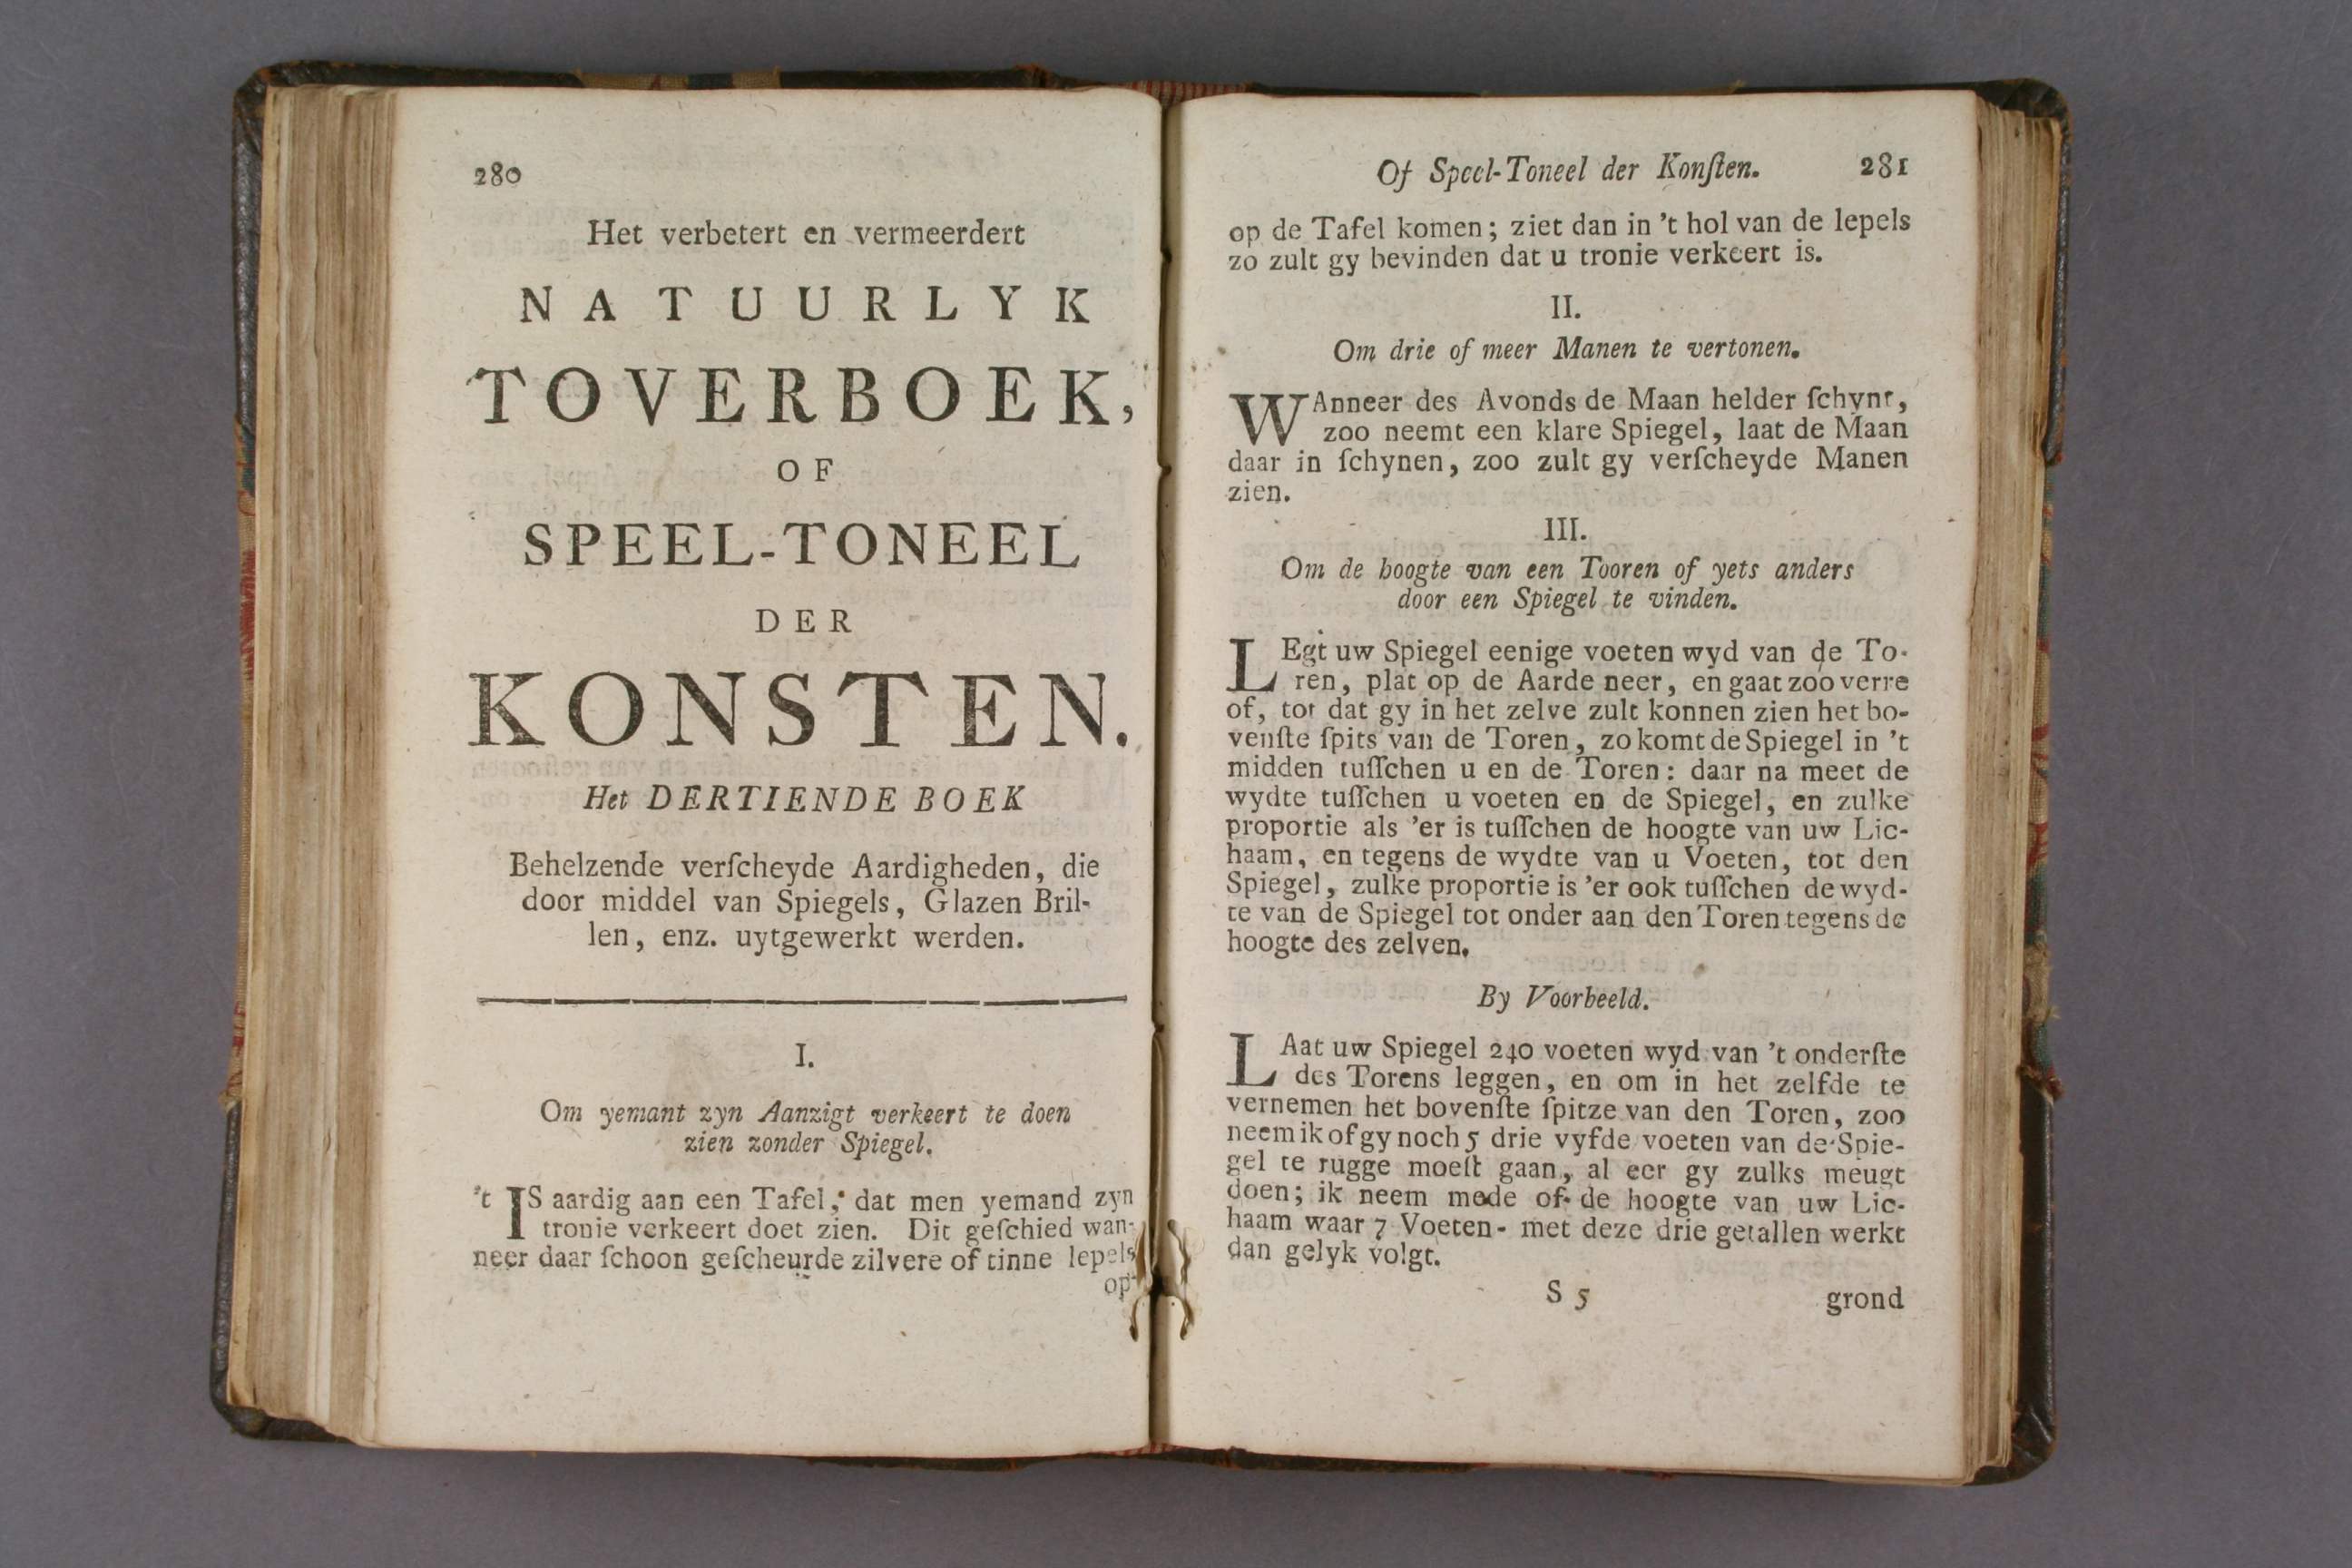 280
Het verbetert en vermeerdert
NATUURLYK
TOVERBOEK,
OF
SPEEL-TONEEL
DER
KONSTEN.
Het DERTIENDE BOEK
Behelzende verſcheyde Aardigheden, die
door middel van Spiegels, Glazen Bril-
len, enz. uytgewerkt werden.
I.
Om yemant zyn Aanzigt verkeert te doen
zien zonder Spiegel.
't IS aardig aan een Tafel, dat men yemand zyn
tronie verkeert doet zien. Dit geſchied wan-
neer daar ſchoon geſcheurde zilvere of tinne lepels
op
Of Speel-Toneel der Konſten. 281
op de Tafel komen; ziet dan in 't hol van de lepels
zo zult gy bevinden dat u tronie verkeert is.
II.
Om drie of meer Manen te vertonen.
WAnneer des Avonds de Maan helder ſchynt,
zoo neemt een klare Spiegel, laat de Maan
daar in ſchynen, zoo zult gy verſcheyde Manen
zien.
III.
Om de hoogte van een Tooren of yets anders
door een Spiegel te vinden.
LEgt uw Spiegel eenige voeten wyd van de To-
ren, plat op de Aarde neer, en gaat zoo verre
of, tot dat gy in het zelve zult konnen zien het bo-
venſte ſpits van de Toren, zo komt de Spiegel in 't
midden tuſſchen u en de Toren: daar na meet de
wydte tuſſchen u voeten en de Spiegel, en zulke
proportie als 'er is tuſſchen de hoogte van uw Lic-
haam, en tegens de wydte van u Voeten, tot den
Spiegel, zulke proportie is 'er ook tuſſchen de wyd-
te van de Spiegel tot onder aan den Toren tegens de
hoogte des zelven.
By Voorbeeld.
LAat uw Spiegel 240 voeten wyd van 't onderſte
des Torens leggen, en om in het zelfde te
vernemen het bovenſte ſpitze van den Toren, zoo
neem ik of gy noch 5 drie vyfde voeten van de Spie-
gel te rugge moeſt gaan, al eer gy zulks meugt
doen; ik neem mede of de hoogte van uw Lic-
haam waar 7 Voeten - met deze drie getallen werkt
dan gelyk volgt.
S 5 grond